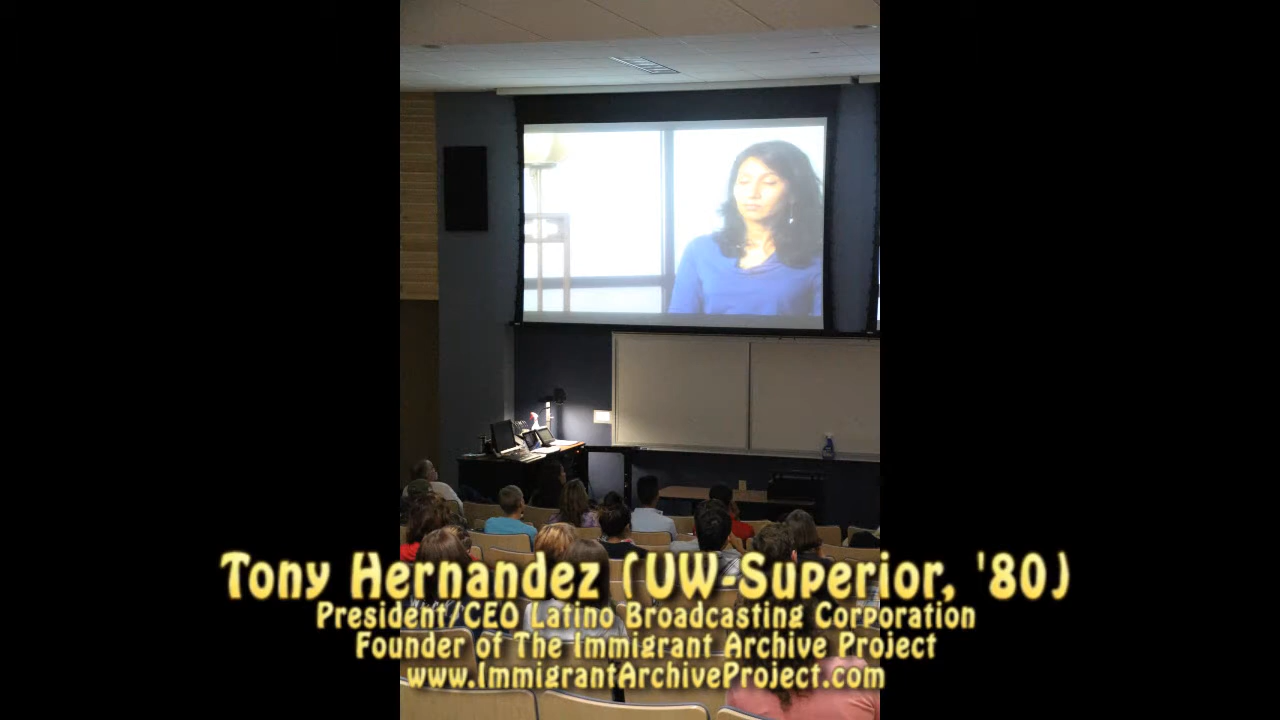 Tony Hernandez (UW-Superior, '80)
President/CEO Latino Broadcasting Corporation
Founder of The Immigrant Archive Project
www.ImmigrantArchiveProject.com